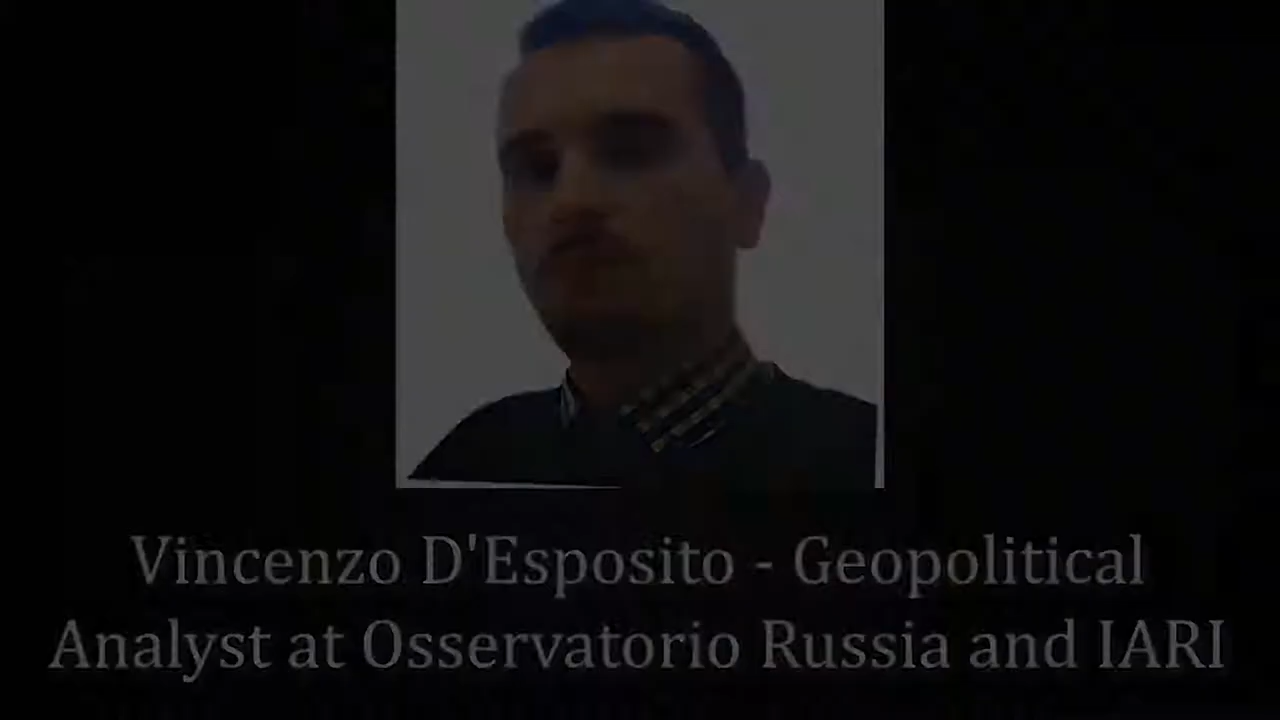 Vincenzo D'Esposito - Geopolitical
Analyst at Osservatorio Russia and IARI